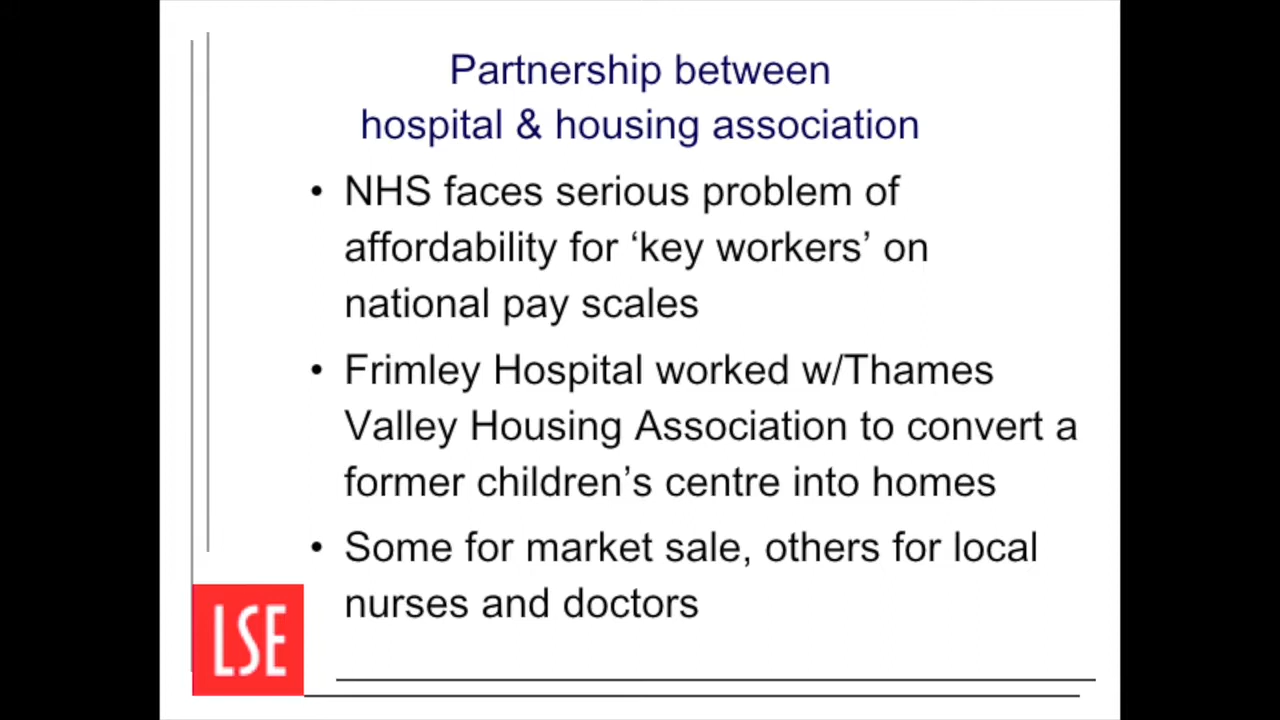 Partnership between
hospital & housing association
• NHS faces serious problem of
affordability for ‘key workers’ on
national pay scales
• Frimley Hospital worked w/Thames
Valley Housing Association to convert a
former children’s centre into homes
• Some for market sale, others for local
nurses and doctors
LSE